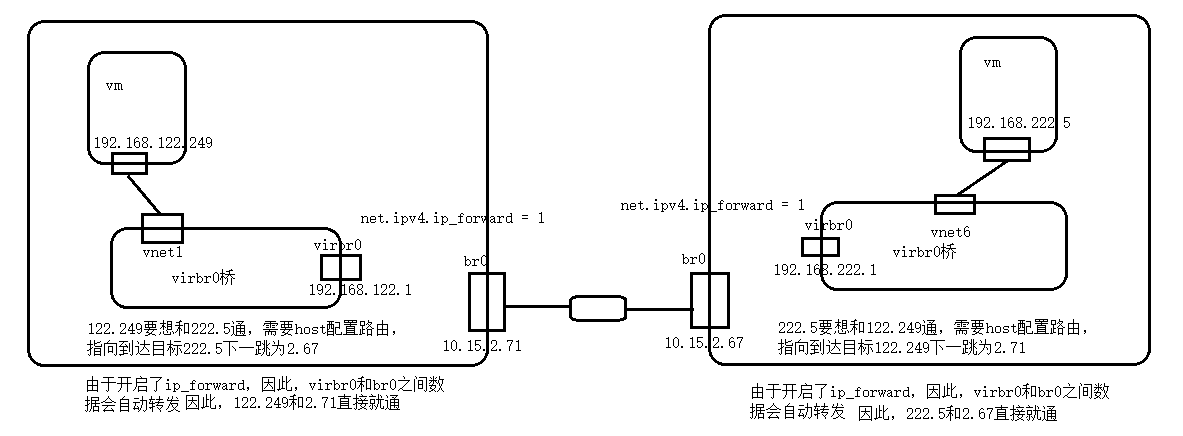 vm
192.168.122.249
net.ipv4.ip_forward = 1
vnet1
virbr0
virbr0桥
192.168.122.1
br0
10.15.2.71
122.249要想和222.5通，需要host配置路由，
指向到达目标222.5下一跳为2.67
由于开启了ip_forward，因此，virbr0和br0之间数
据会自动转发 因此，122.249和2.71直接就通
vm
192.168.222.5
net.ipv4.ip_forward = 1
vnet6
virbr0
virbr0桥
192.168.222.1
br0
10.15.2.67
222.5要想和122.249通，需要host配置路由，
指向到达目标122.249下一跳为2.71
由于开启了ip_forward，因此，virbr0和br0之间数
据会自动转发 因此，222.5和2.67直接就通